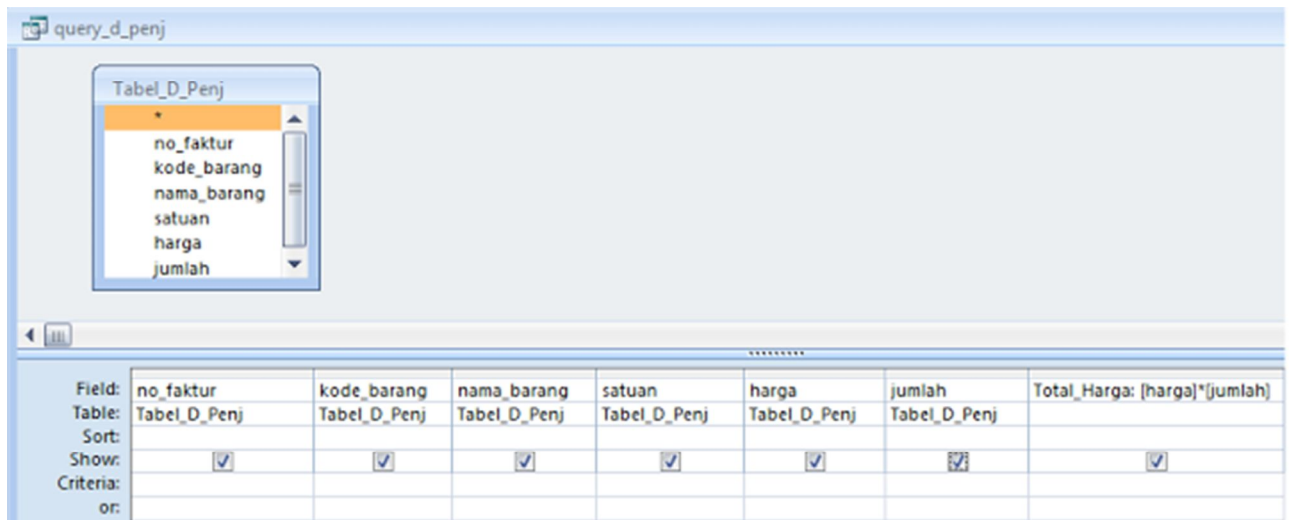 query_d_penj
Tabel_D_Penj
*
no_faktur
kode_barang
nama_barang
satuan
harga
jumlah
Field: no_faktur kode_barang nama_barang satuan harga jumlah Total_Harga: [harga]*[jumlah]
Table: Tabel_D_Penj Tabel_D_Penj Tabel_D_Penj Tabel_D_Penj Tabel_D_Penj Tabel_D_Penj
Sort:
Show:
Criteria:
or: